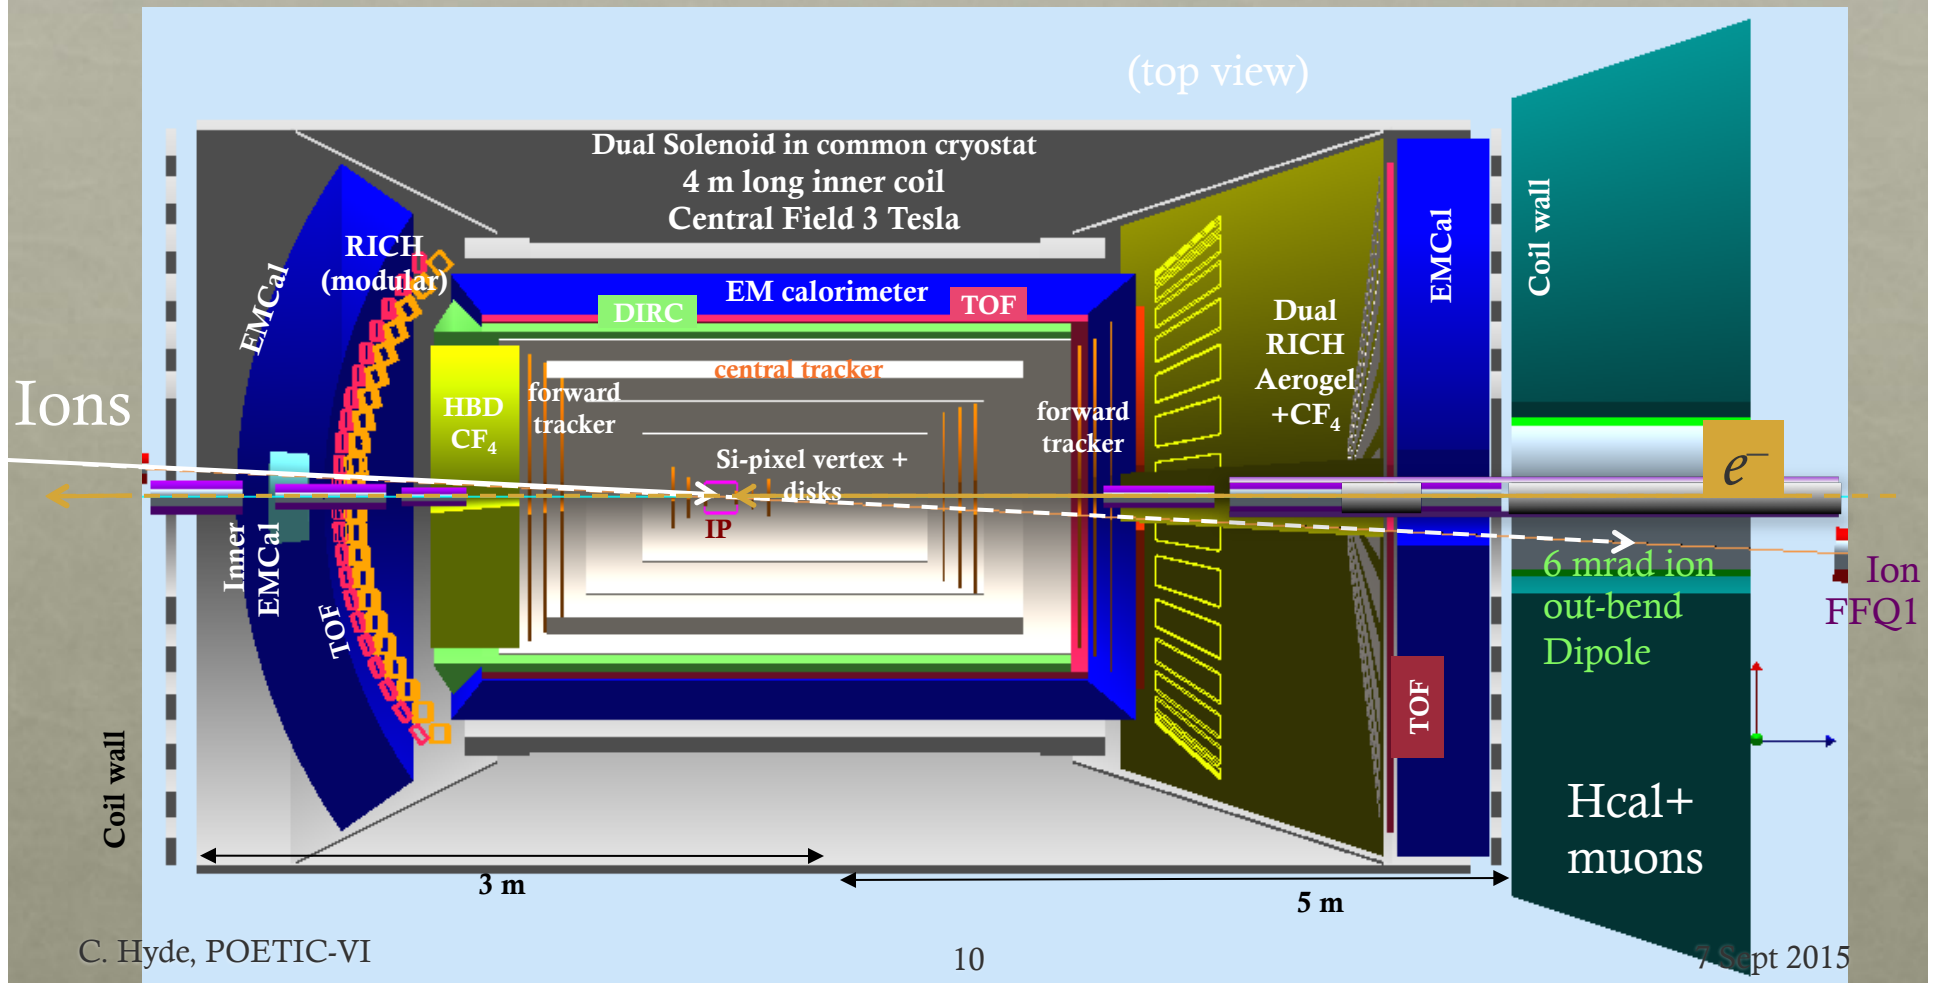 (top view)
Dual Solenoid in common cryostat
4 m long inner coil
Central Field 3 Tesla
RICH
(modular)
EMCal
EM calorimeter
DIRC
TOF
central tracker
HBD
CF₄
forward
tracker
forward
tracker
Si-pixel vertex +
disks
IP
Dual
RICH
Aerogel
+CF₄
EMCal
Coil wall
Ions
e⁻
Inner
EMCal
TOF
TOF
6 mrad ion
out-bend
Dipole
Ion
FFQ1
Coil wall
Hcal+
muons
3 m
5 m
C. Hyde, POETIC-VI
10
7 Sept 2015